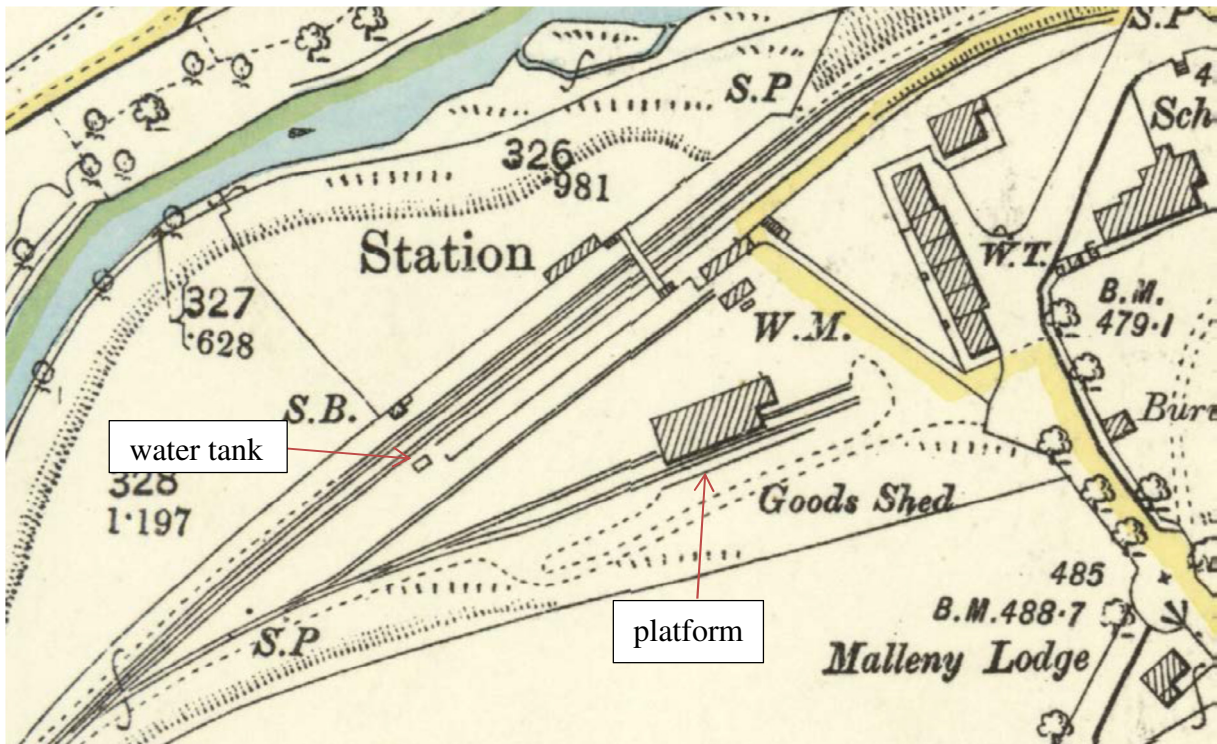 S.P
S.P
4
Sch
326
981
Station
W.T.
B.M.
479·1
327
·628
W.M.
S.B.
water tank
328
1·197
Goods Shed
485
B.M.488·7
platform
S.P
Malleny Lodge